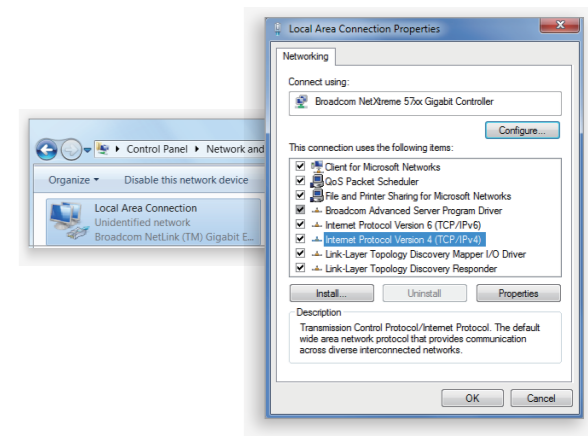 Local Area Connection Properties
Networking
Connect using:
Broadcom NetXtreme 57xx Gigabit Controller
Configure...
This connection uses the following items:
Client for Microsoft Networks
QoS Packet Scheduler
File and Printer Sharing for Microsoft Networks
Broadcom Advanced Server Program Driver
Internet Protocol Version 6 (TCP/IPv6)
Internet Protocol Version 4 (TCP/IPv4)
Link-Layer Topology Discovery Mapper I/O Driver
Link-Layer Topology Discovery Responder
Install...
Uninstall
Properties
Description
Transmission Control Protocol/Internet Protocol. The default
wide area network protocol that provides communication
across diverse interconnected networks.
OK
Cancel
Control Panel
Network and
Organize
Disable this network device
Local Area Connection
Unidentified network
Broadcom NetLink (TM) Gigabit E...